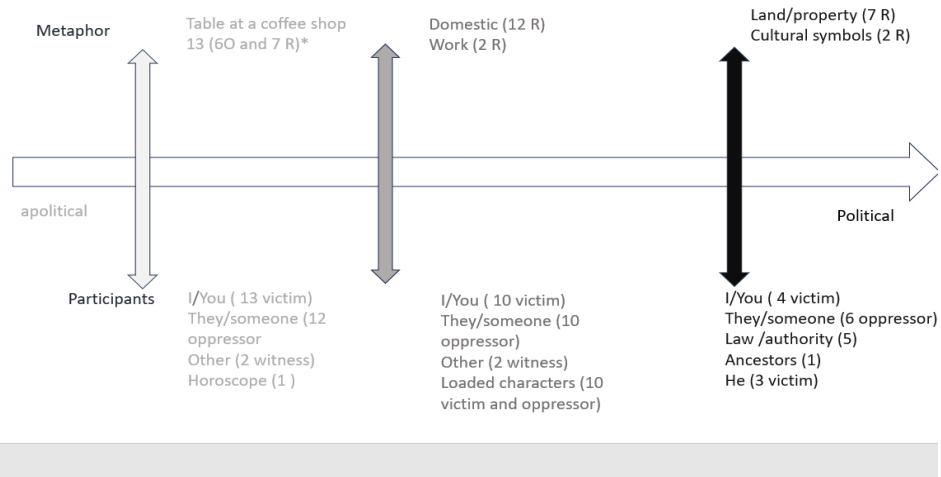 Metaphor
Table at a coffee shop
13 (6O and 7 R)*
Domestic (12 R)
Work (2 R)
Land/property (7 R)
Cultural symbols (2 R)
apolitical
Political
Participants
I/You ( 13 victim)
They/someone (12
oppressor
Other (2 witness)
Horoscope (1 )
I/You ( 10 victim)
They/someone (10
oppressor)
Other (2 witness)
Loaded characters (10
victim and oppressor)
I/You ( 4 victim)
They/someone (6 oppressor)
Law /authority (5)
Ancestors (1)
He (3 victim)